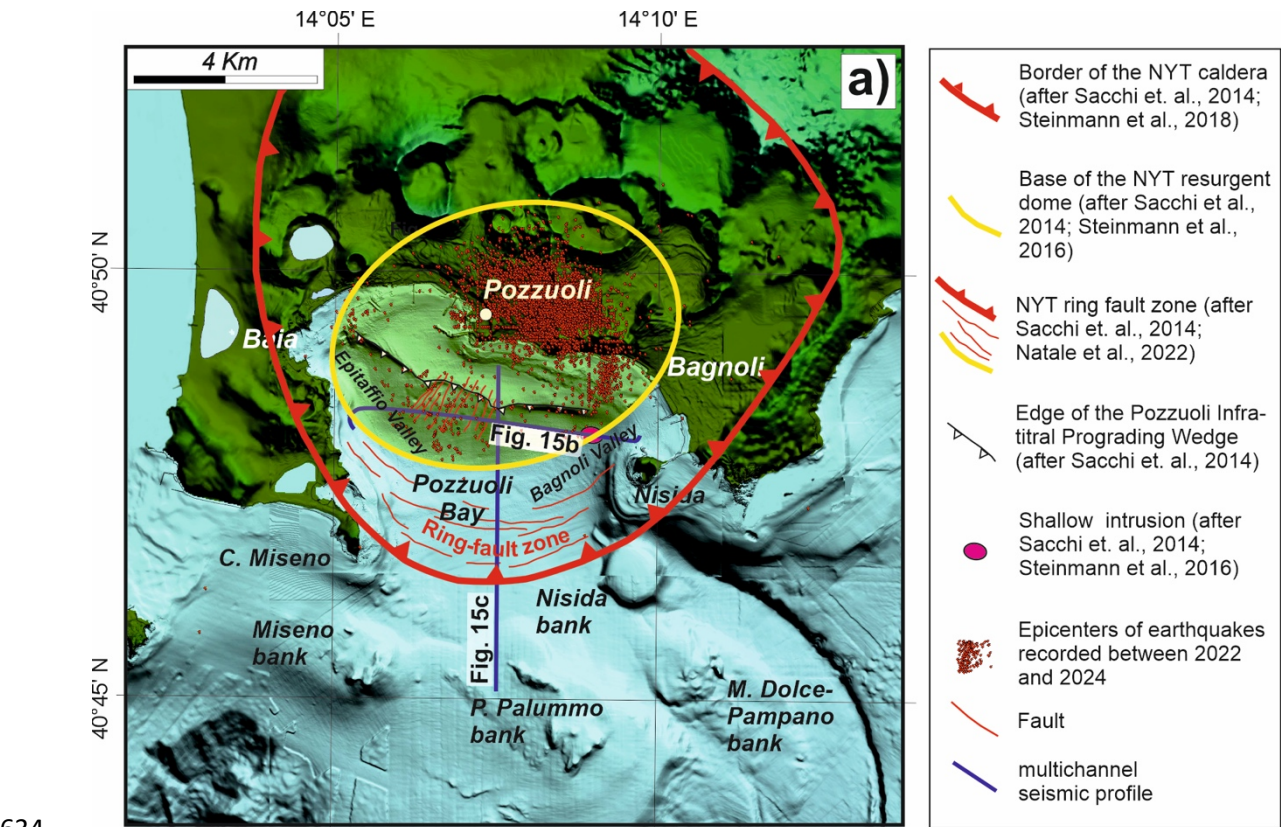 14°05' E
14°10' E
4 Km
a)
40°50' N
40°45' N
Pozzuoli
Baia
Bagnoli
Epitaffio Valley
Fig. 15b
Bagnoli Valley
Pozzuoli
Bay
Nisida
Ring-fault zone
C. Miseno
Fig. 15c
Nisida
bank
Miseno
bank
P. Palummo
bank
M. Dolce-
Pampano
bank
Border of the NYT caldera
(after Sacchi et. al., 2014;
Steinmann et al., 2018)
Base of the NYT resurgent
dome (after Sacchi et al.,
2014; Steinmann et al.,
2016)
NYT ring fault zone (after
Sacchi et. al., 2014;
Natale et al., 2022)
Edge of the Pozzuoli Infra-
titral Prograding Wedge
(after Sacchi et. al., 2014)
Shallow intrusion (after
Sacchi et. al., 2014;
Steinmann et al., 2016)
Epicenters of earthquakes
recorded between 2022
and 2024
Fault
multichannel
seismic profile